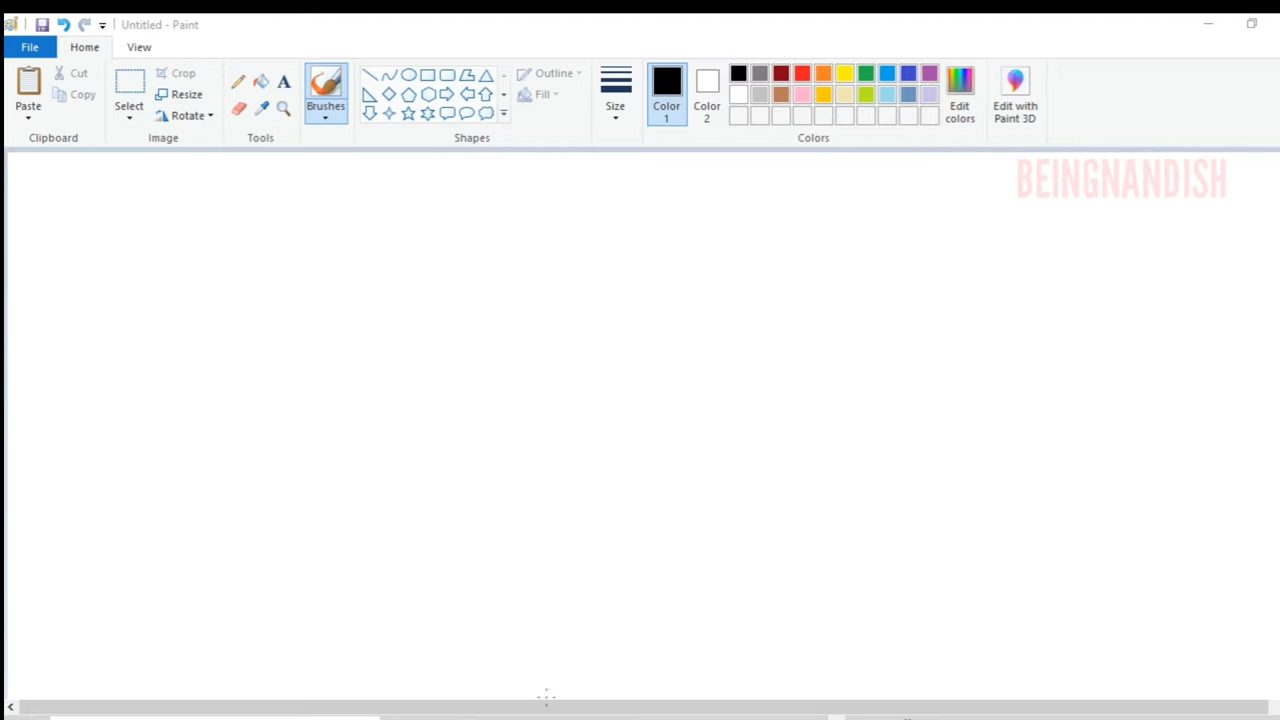 Untitled - Paint
File Home View
Paste
Cut
Copy
Clipboard
Select
Crop
Resize
Rotate
Image
A
Tools
Brushes
Outline
Fill
Shapes
Size
Color 1
Color 2
Edit colors
Colors
Edit with Paint 3D
BEINGNANDISH